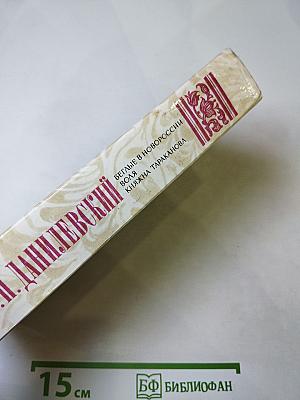 .П. ДАНИЛЕВСКИЙ
БЕГЛЫЕ В НОВОРОССИИ
ВОЛЯ
КНЯЖНА ТАРАКАНОВА
15 см
БФ БИБЛИОФАН